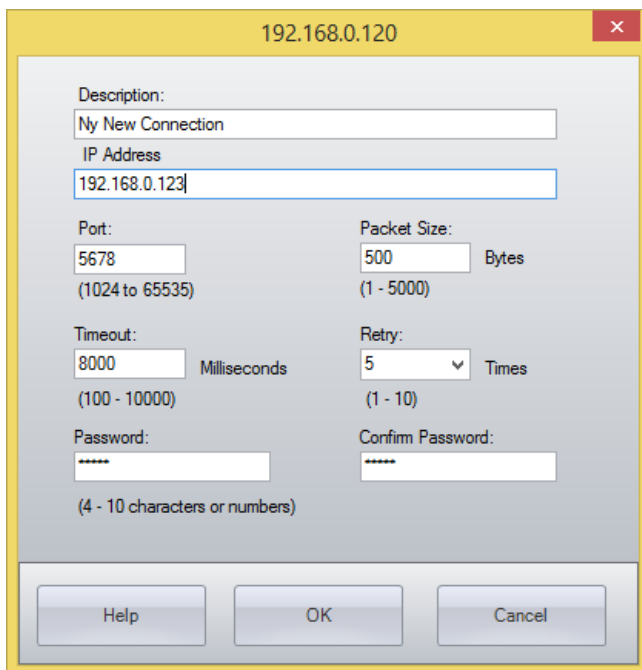 192.168.0.120
Description:
Ny New Connection
IP Address
192.168.0.123
Port: Packet Size:
5678 500 Bytes
(1024 to 65535) (1 - 5000)
Timeout: Retry:
8000 Milliseconds 5 Times
(100 - 10000) (1 - 10)
Password: Confirm Password:
***** *****
(4 - 10 characters or numbers)
Help OK Cancel